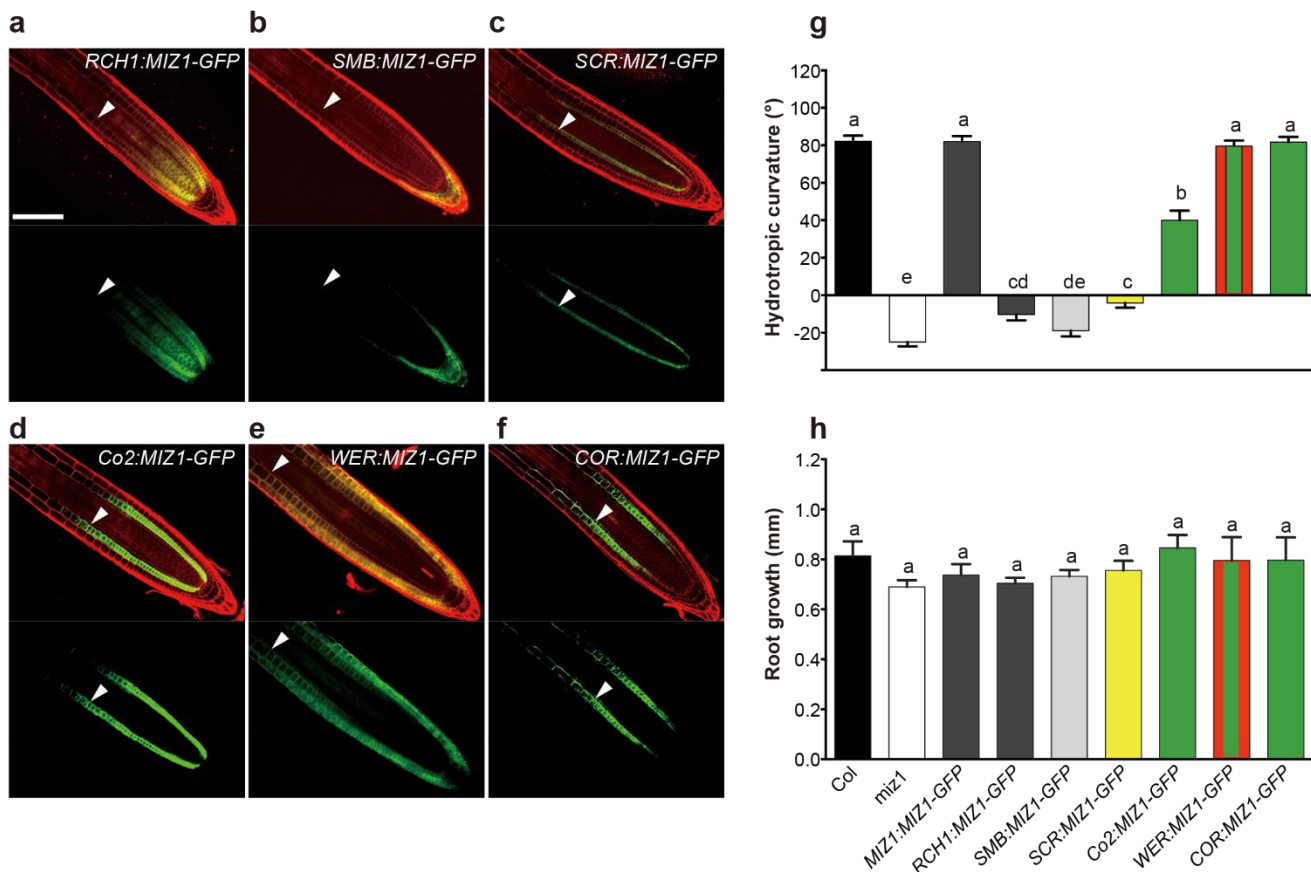 a
RCH1:MIZ1-GFP
b
SMB:MIZ1-GFP
c
SCR:MIZ1-GFP
d
Co2:MIZ1-GFP
e
WER:MIZ1-GFP
f
COR:MIZ1-GFP
g
Hydrotropic curvature (°)
120
100
80
60
40
20
0
-20
a
e
a
cd
de
c
b
a
a
h
Root growth (mm)
1.2
1.0
0.8
0.6
0.4
0.2
0.0
a
a
a
a
a
a
a
a
a
Col
miz1
MIZ1:MIZ1-GFP
RCH1:MIZ1-GFP
SMB:MIZ1-GFP
SCR:MIZ1-GFP
Co2:MIZ1-GFP
WER:MIZ1-GFP
COR:MIZ1-GFP